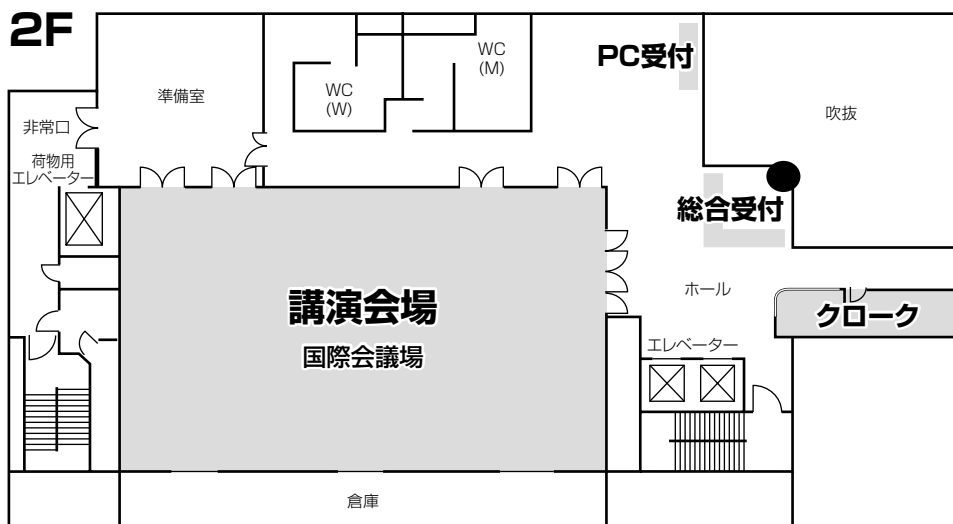 2F
PC受付
WC
(M)
WC
(W)
準備室
吹抜
非常口
荷物用
エレベーター
総合受付
ホール
講演会場
国際会議場
クローク
エレベーター
倉庫